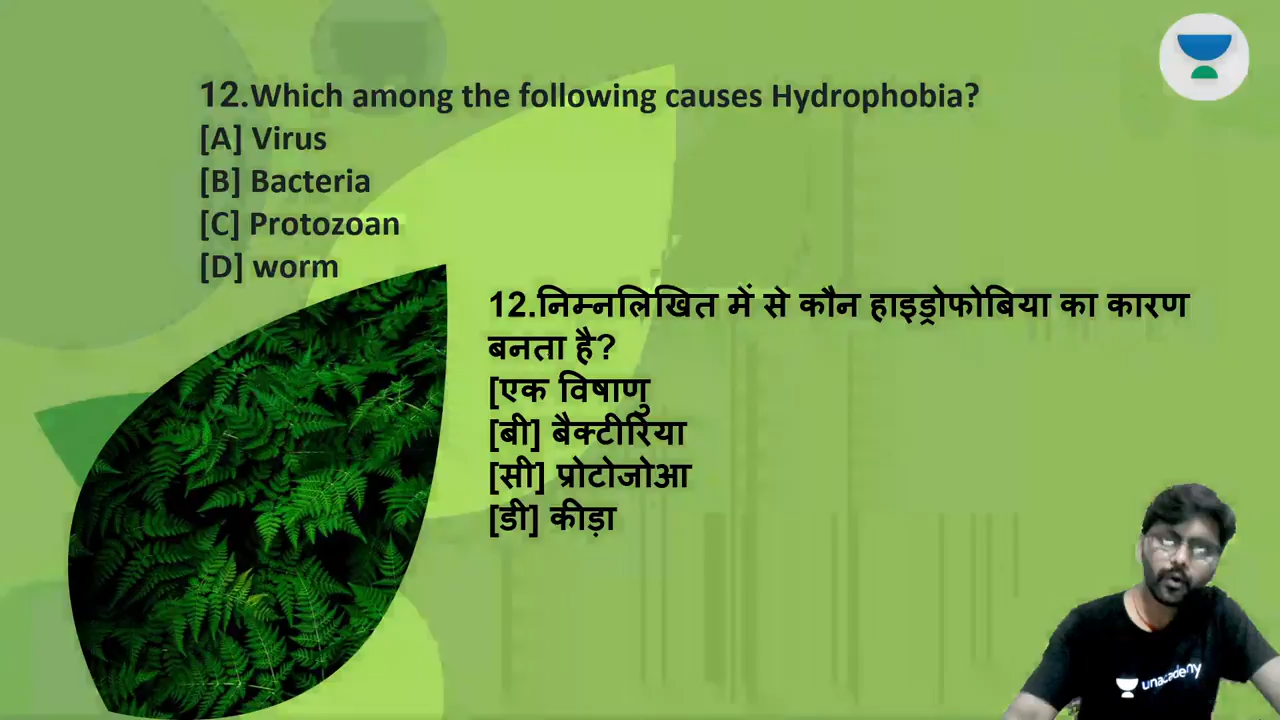 12.Which among the following causes Hydrophobia?
[A] Virus
[B] Bacteria
[C] Protozoan
[D] worm
12.निम्नलिखित में से कौन हाइड्रोफोबिया का कारण
बनता है?
[एक विषाणु
[बी] बैक्टीरिया
[सी] प्रोटोजोआ
[डी] कीड़ा
unacademy